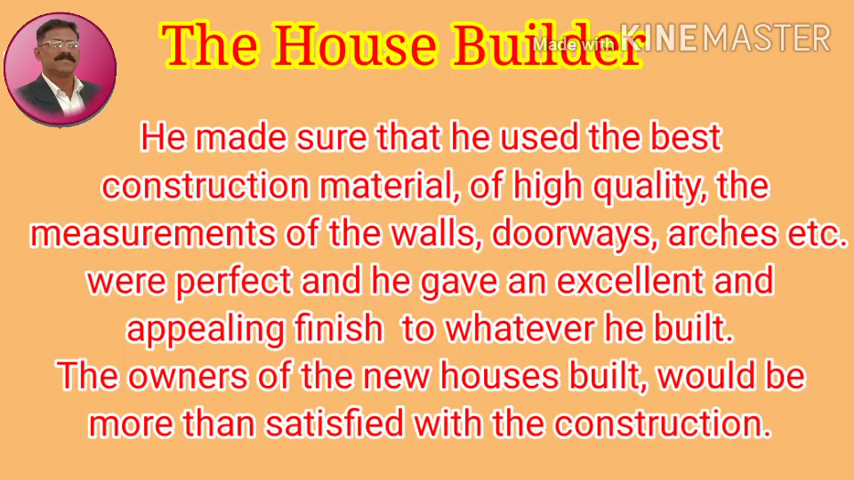 The House Builder
Made with KINEMASTER
He made sure that he used the best
construction material, of high quality, the
measurements of the walls, doorways, arches etc.
were perfect and he gave an excellent and
appealing finish to whatever he built.
The owners of the new houses built, would be
more than satisfied with the construction.